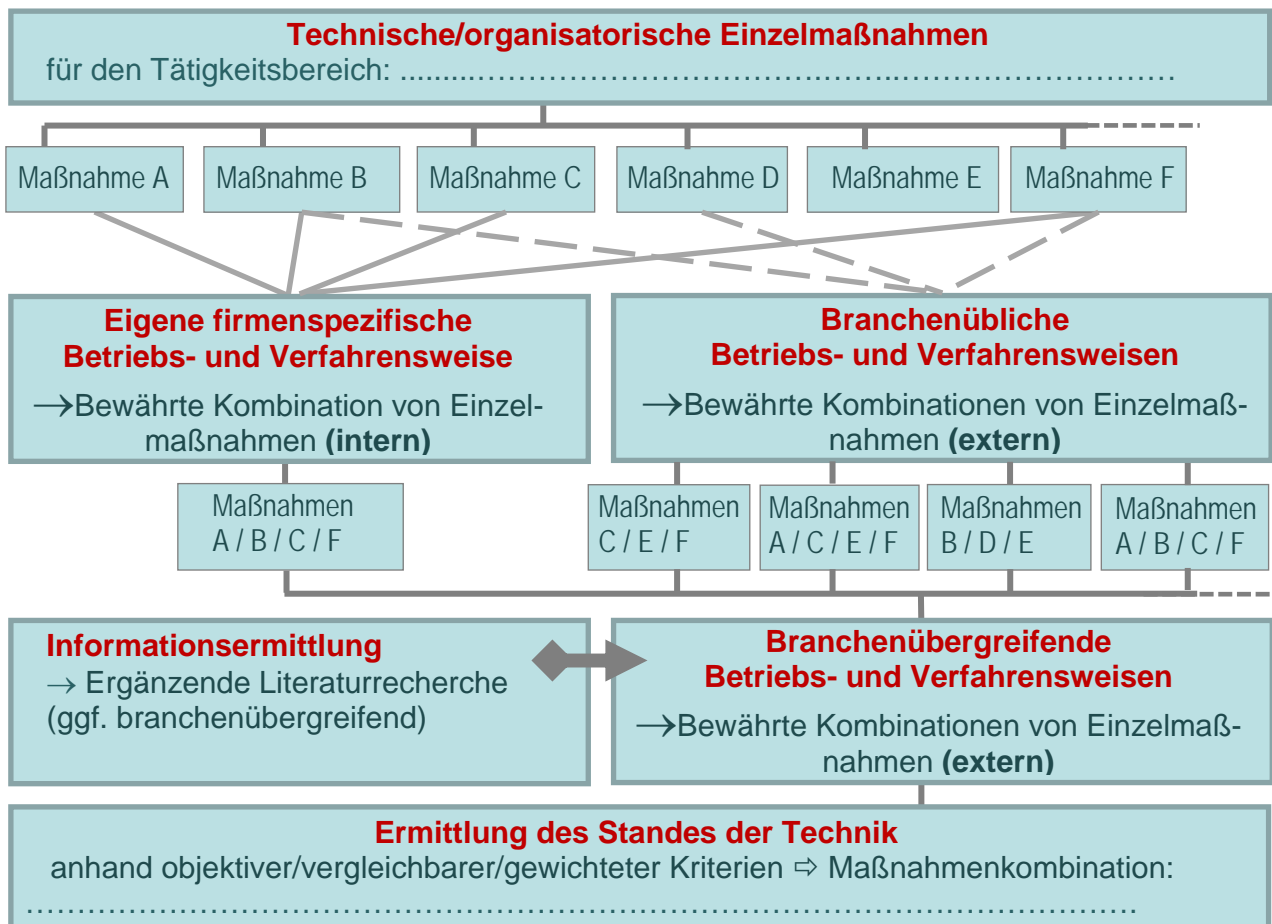 Technische/organisatorische Einzelmaßnahmen
für den Tätigkeitsbereich: ...........………………………………………...…………………………
Maßnahme A
Maßnahme B
Maßnahme C
Maßnahme D
Maßnahme E
Maßnahme F
Eigene firmenspezifische
Betriebs- und Verfahrensweise
→Bewährte Kombination von Einzel-
maßnahmen (intern)
Branchenübliche
Betriebs- und Verfahrensweisen
→Bewährte Kombinationen von Einzelmaß-
nahmen (extern)
Maßnahmen
A / B / C / F
Maßnahmen
C / E / F
Maßnahmen
A / C / E / F
Maßnahmen
B / D / E
Maßnahmen
A / B / C / F
Informationsermittlung
→ Ergänzende Literaturrecherche
(ggf. branchenübergreifend)
Branchenübergreifende
Betriebs- und Verfahrensweisen
→Bewährte Kombinationen von Einzelmaß-
nahmen (extern)
Ermittlung des Standes der Technik
anhand objektiver/vergleichbarer/gewichteter Kriterien ⇨ Maßnahmenkombination:
……………………………………………………………………………………………………….